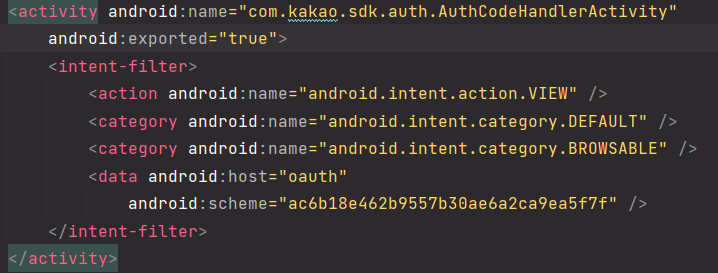 <activity android:name="com.kakao.sdk.auth.AuthCodeHandlerActivity"
android:exported="true">
<intent-filter>
<action android:name="android.intent.action.VIEW" />
<category android:name="android.intent.category.DEFAULT" />
<category android:name="android.intent.category.BROWSABLE" />
<data android:host="oauth"
android:scheme="ac6b18e462b9557b30ae6a2ca9ea5f7f" />
</intent-filter>
</activity>